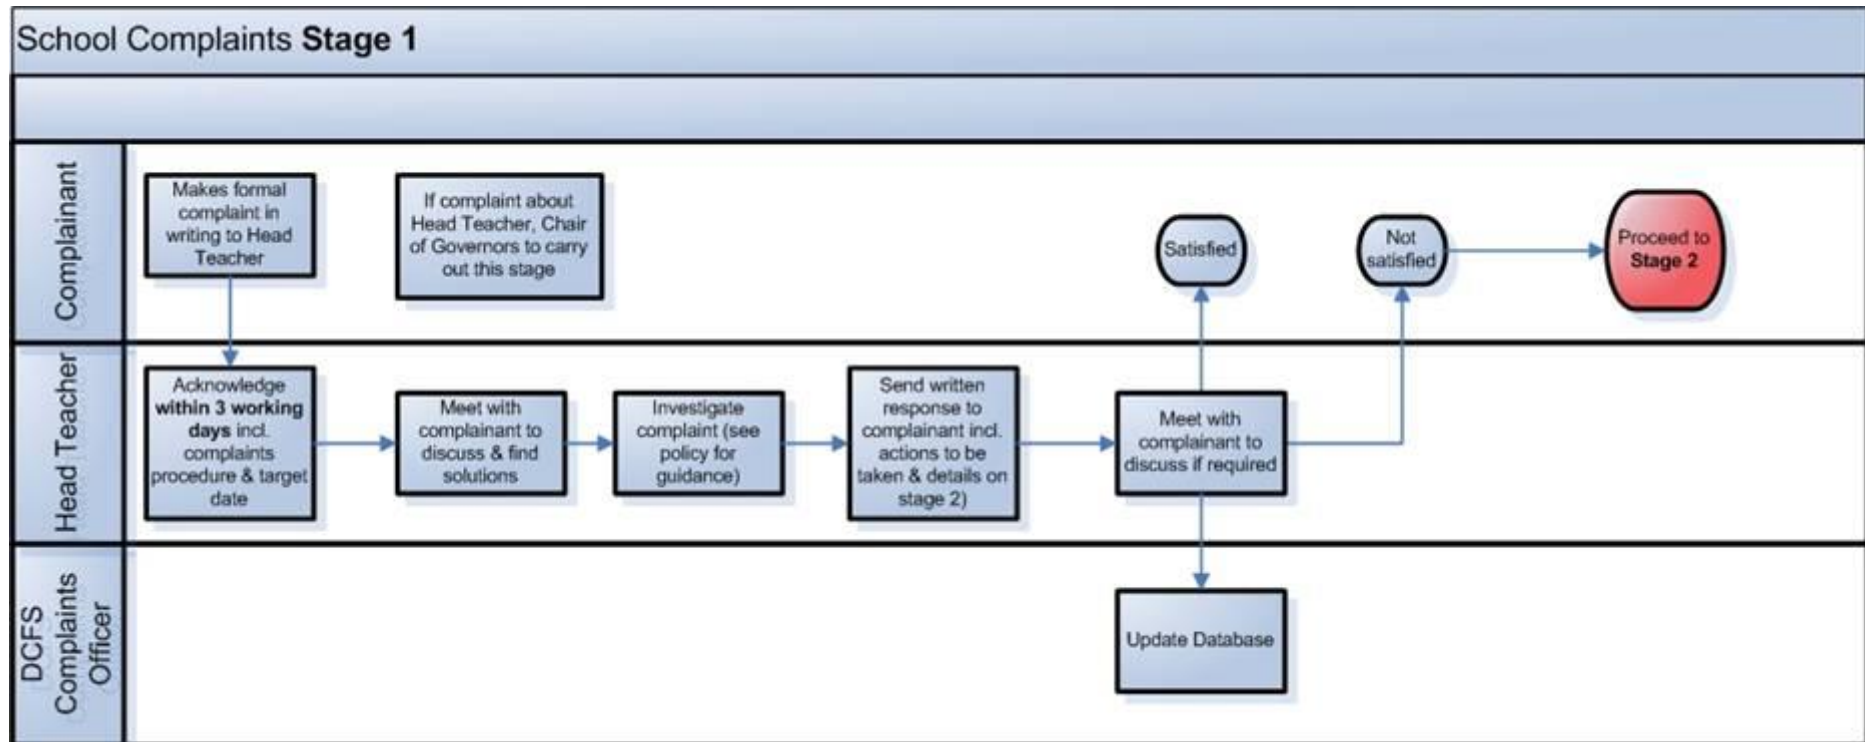 School Complaints Stage 1
Complainant
Makes formal
complaint in
writing to Head
Teacher
If complaint about
Head Teacher, Chair
of Governors to carry
out this stage
Satisfied
Not
satisfied
Proceed to
Stage 2
Head Teacher
Acknowledge
within 3 working
days incl.
complaints
procedure & target
date
Meet with
complainant to
discuss & find
solutions
Investigate
complaint (see
policy for
guidance)
Send written
response to
complainant incl.
actions to be
taken & details on
stage 2)
Meet with
complainant to
discuss if required
DCFS
Complaints
Officer
Update Database